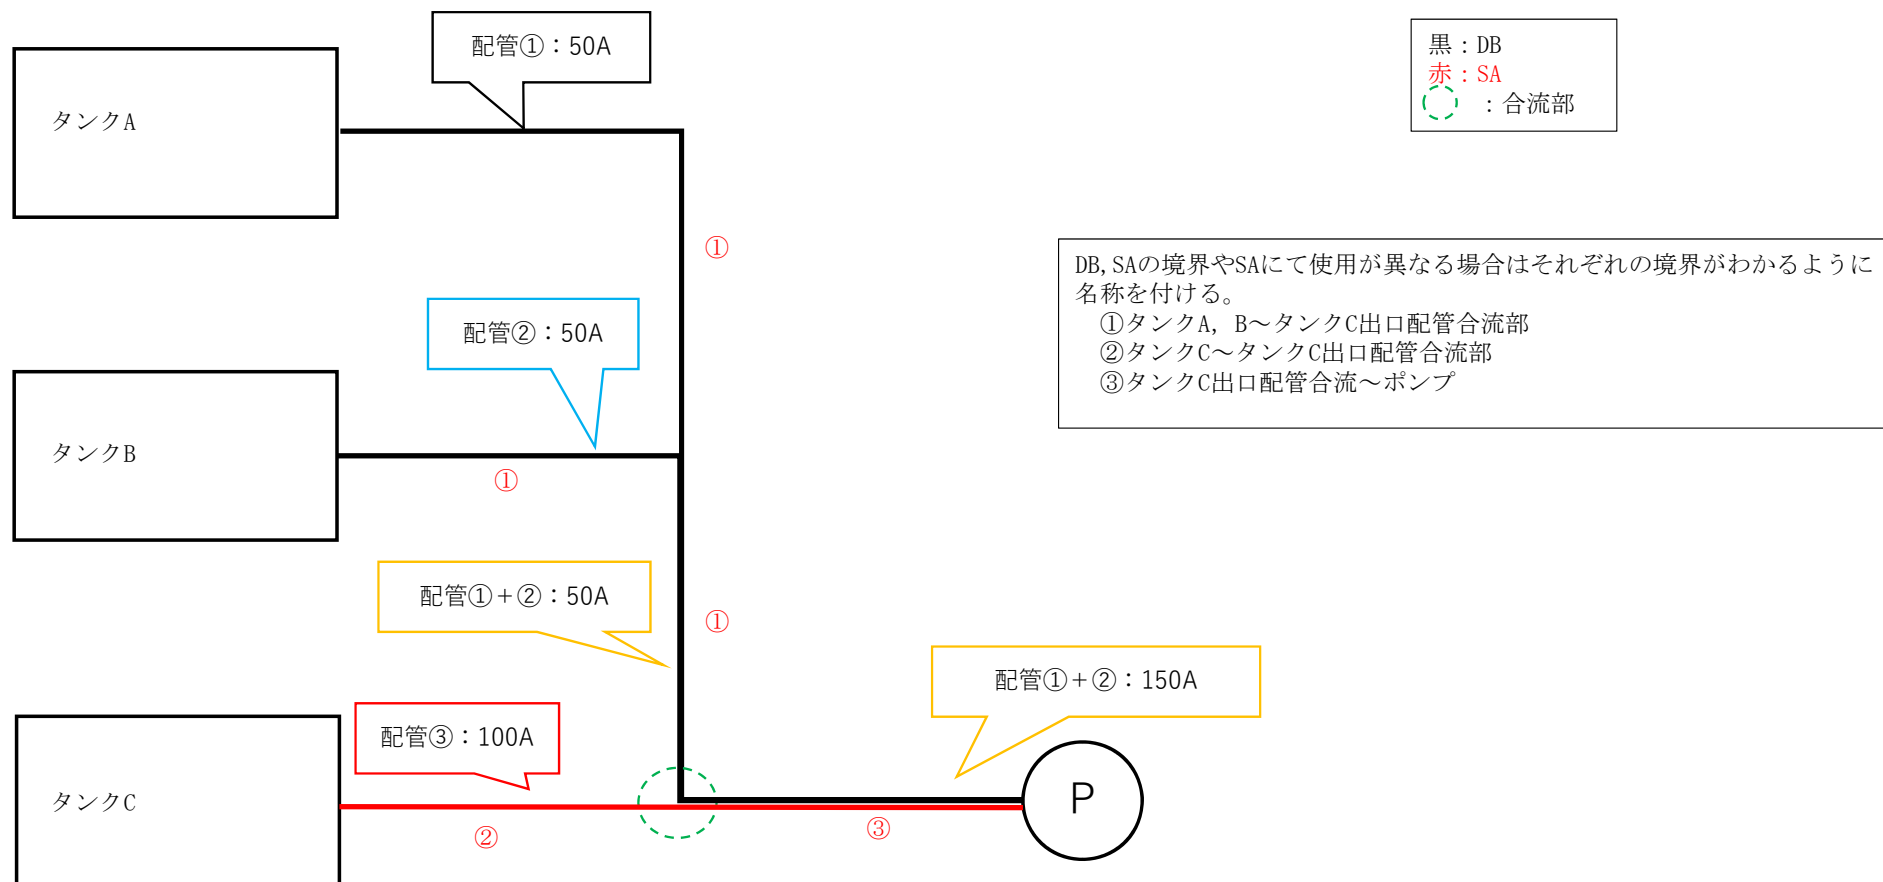 配管①：50A
黒：DB
赤：SA
：合流部
タンクA
①
DB,SAの境界やSAにて使用が異なる場合はそれぞれの境界がわかるように
名称を付ける。
①タンクA, B～タンクC出口配管合流部
②タンクC～タンクC出口配管合流部
③タンクC出口配管合流～ポンプ
配管②：50A
タンクB
①
配管①＋②：50A
①
配管①＋②：150A
配管③：100A
タンクC
P
②
③